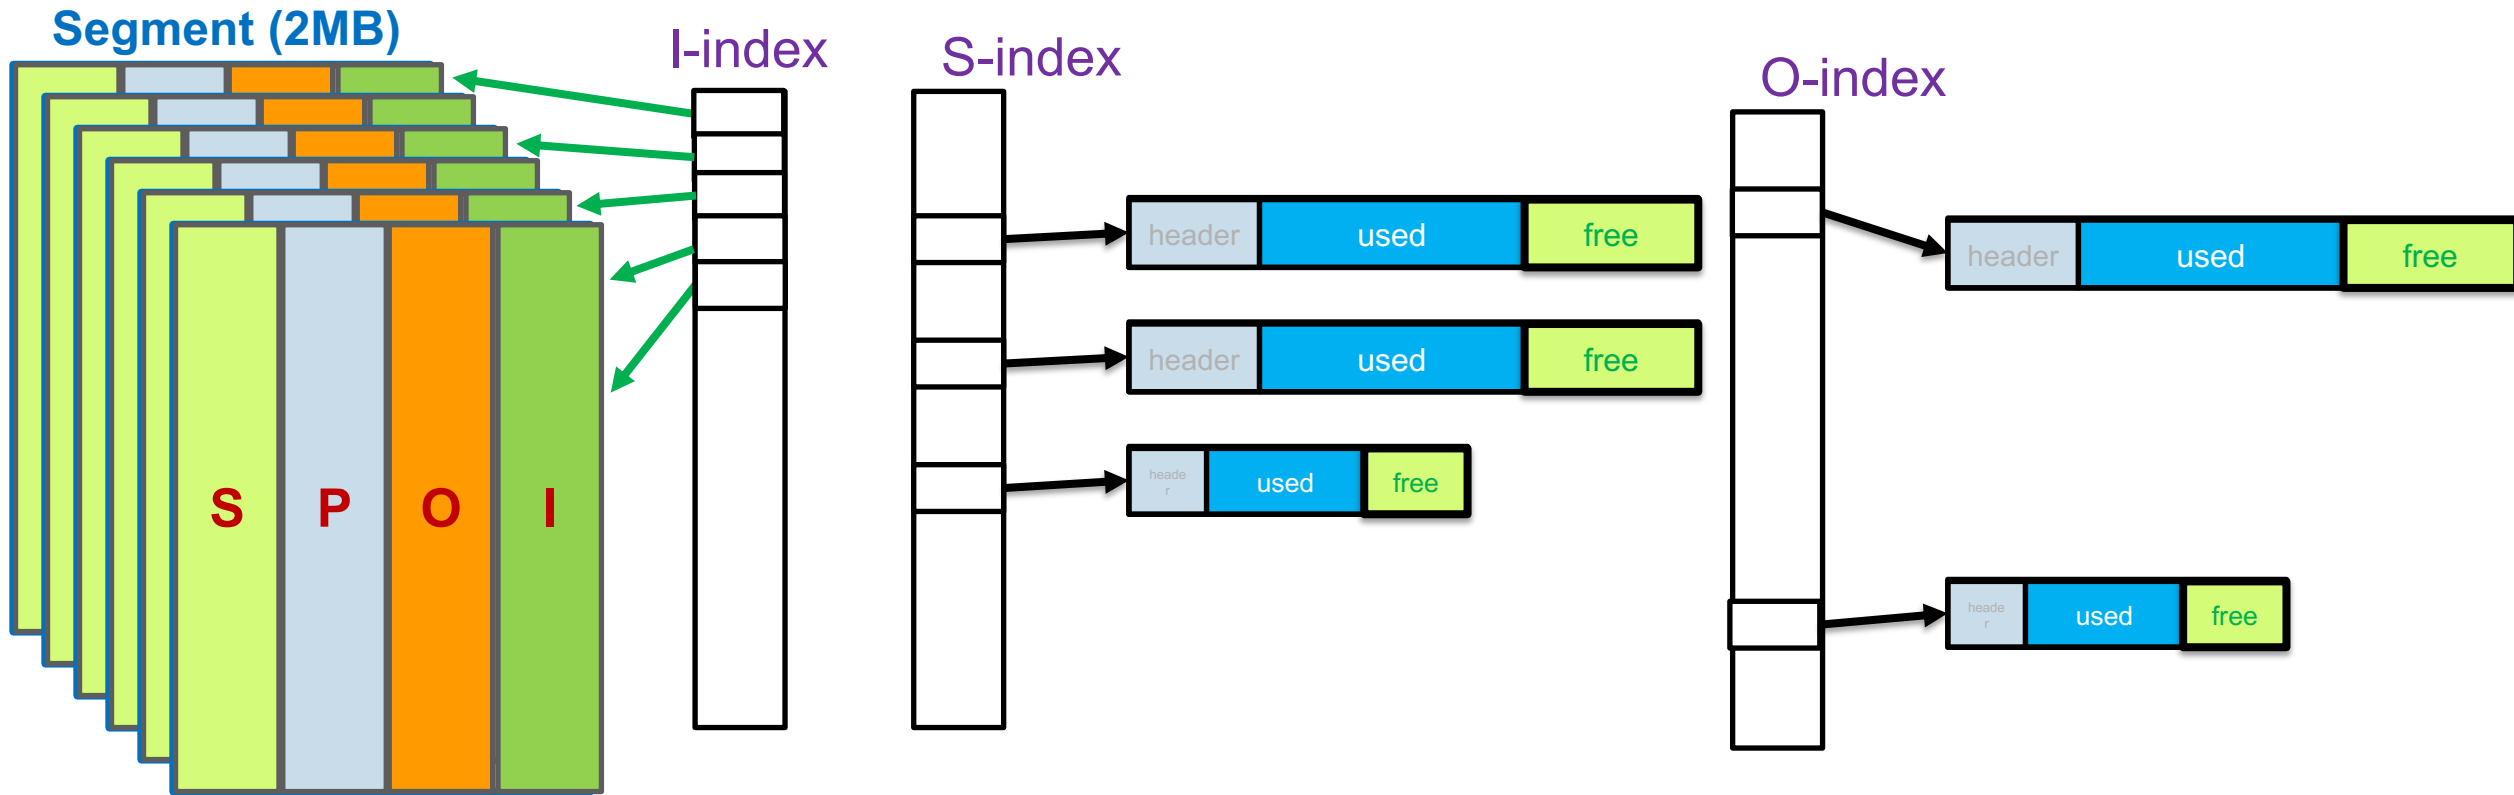 Segment (2MB)
I-index
S-index
O-index
header used free
header used free
header used free
heade
r
used free
heade
r
used free
S P O I